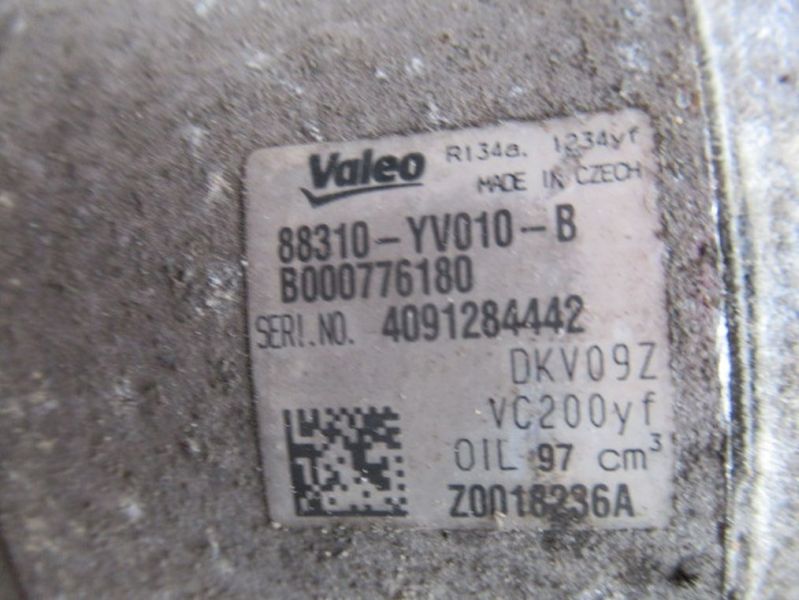 Valeo R134a. 1234yf
MADE IN CZECH
88310-YV010-B
B000776180
SERI.NO. 4091284442
DKV09Z
VC200yf
OIL 97 cm³
Z0018236A